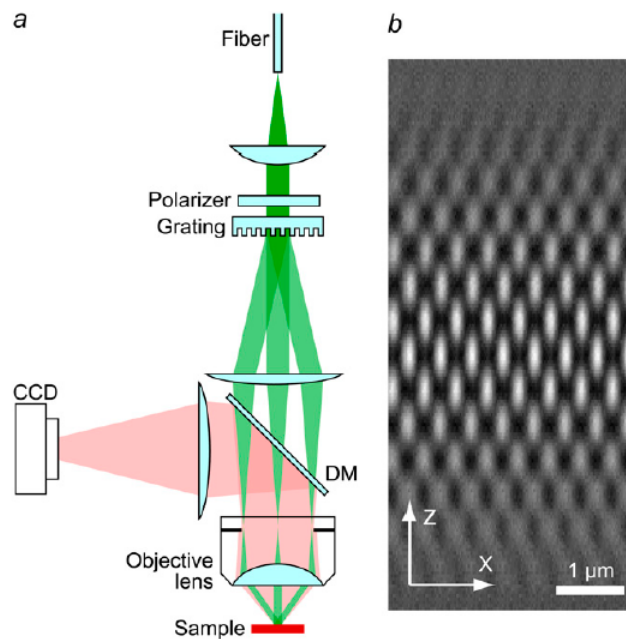 a
Fiber
Polarizer
Grating
CCD
DM
Objective
lens
Sample
b
Z
X
1 μm